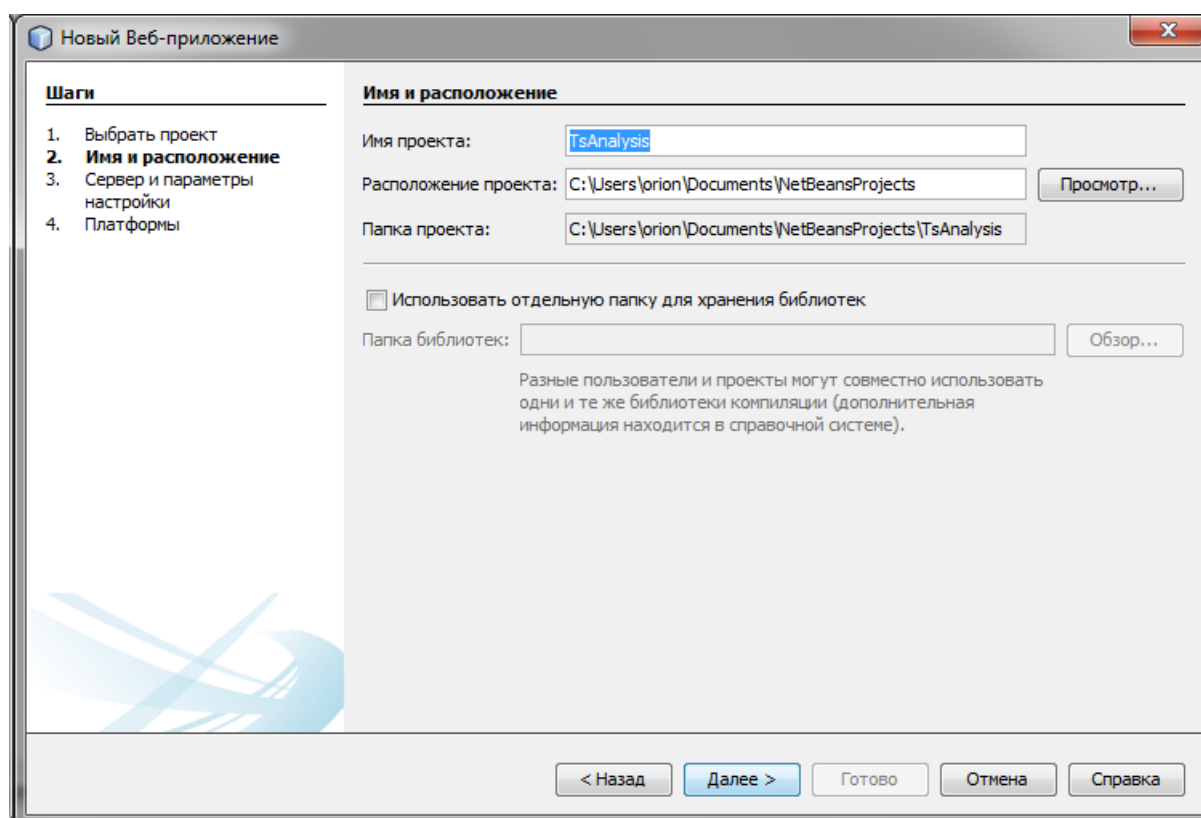 Новый Веб-приложение
Шаги
1. Выбрать проект
2. Имя и расположение
3. Сервер и параметры
настройки
4. Платформы
Имя и расположение
Имя проекта: TsAnalysis
Расположение проекта: C:\Users\orion\Documents\NetBeansProjects Просмотр...
Папка проекта: C:\Users\orion\Documents\NetBeansProjects\TsAnalysis
Использовать отдельную папку для хранения библиотек
Папка библиотек: Обзор...
Разные пользователи и проекты могут совместно использовать
одни и те же библиотеки компиляции (дополнительная
информация находится в справочной системе).
< Назад Далее > Готово Отмена Справка